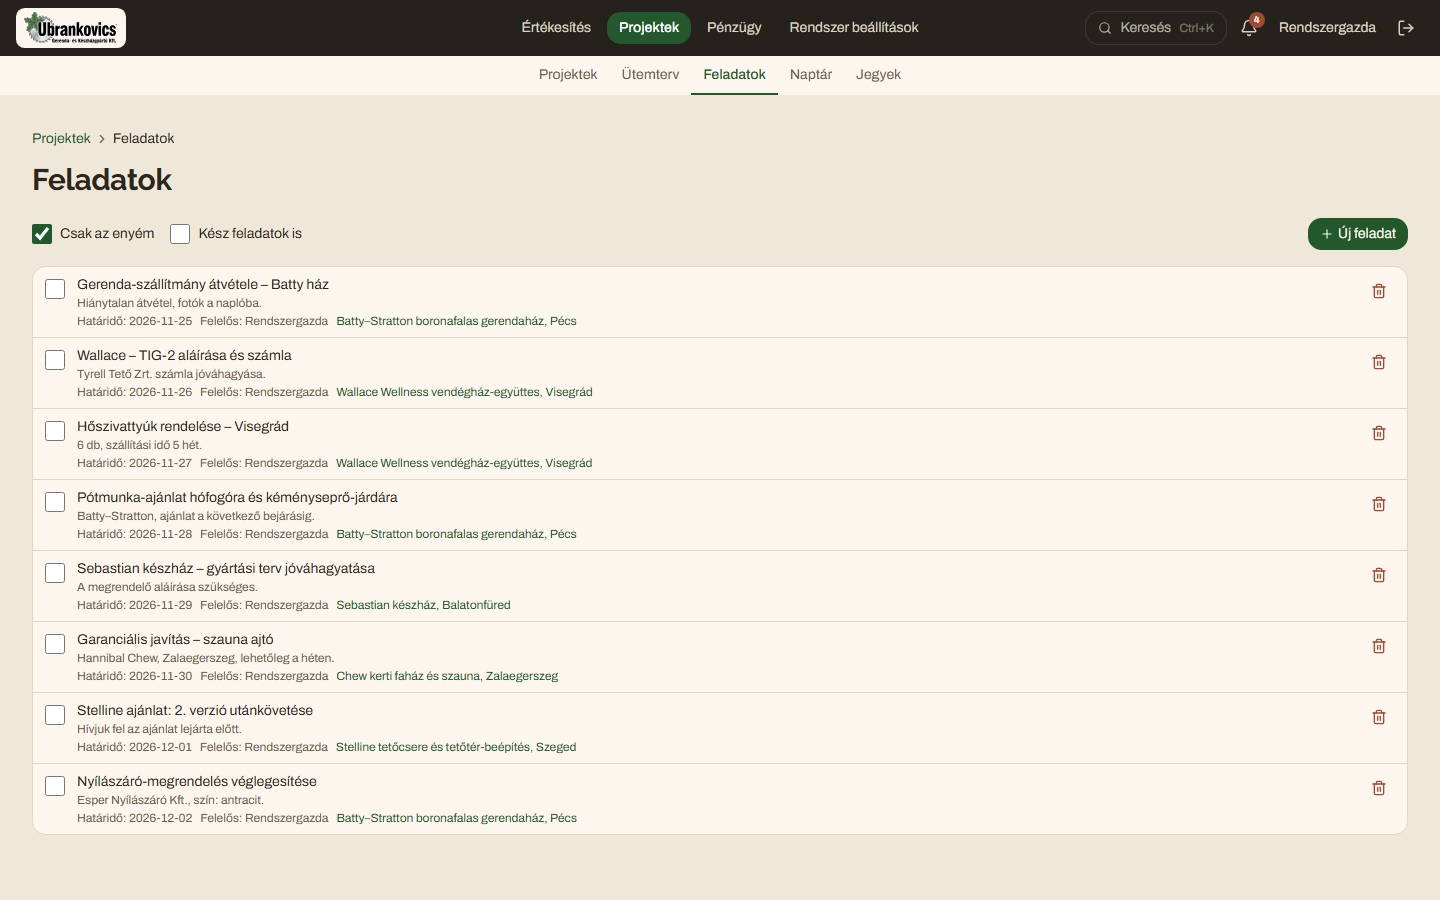 Ubrankovics
Gerenda- és Készházgyártó Kft.
Értékesítés Projektek Pénzügy Rendszer beállítások
Keresés Ctrl+K 4 Rendszergazda
Projektek Ütemterv Feladatok Naptár Jegyek
Projektek > Feladatok
Feladatok
Csak az enyém Kész feladatok is + Új feladat
Gerenda-szállítmány átvétele – Batty ház
Hiánytalan átvétel, fotók a naplóba.
Határidő: 2026-11-25 Felelős: Rendszergazda Batty–Stratton boronafalas gerendaház, Pécs
Wallace – TIG-2 aláírása és számla
Tyrell Tető Zrt. számla jóváhagyása.
Határidő: 2026-11-26 Felelős: Rendszergazda Wallace Wellness vendégház-együttes, Visegrád
Hőszivattyúk rendelése – Visegrád
6 db, szállítási idő 5 hét.
Határidő: 2026-11-27 Felelős: Rendszergazda Wallace Wellness vendégház-együttes, Visegrád
Pótmunka-ajánlat hófogóra és kéményseprő-járdára
Batty–Stratton, ajánlat a következő bejárásig.
Határidő: 2026-11-28 Felelős: Rendszergazda Batty–Stratton boronafalas gerendaház, Pécs
Sebastian készház – gyártási terv jóváhagyatása
A megrendelő aláírása szükséges.
Határidő: 2026-11-29 Felelős: Rendszergazda Sebastian készház, Balatonfüred
Garanciális javítás – szauna ajtó
Hannibal Chew, Zalaegerszeg, lehetőleg a héten.
Határidő: 2026-11-30 Felelős: Rendszergazda Chew kerti faház és szauna, Zalaegerszeg
Stelline ajánlat: 2. verzió utánkövetése
Hívjuk fel az ajánlat lejárta előtt.
Határidő: 2026-12-01 Felelős: Rendszergazda Stelline tetőcsere és tetőtér-beépítés, Szeged
Nyílászáró-megrendelés véglegesítése
Esper Nyílászáró Kft., szín: antracit.
Határidő: 2026-12-02 Felelős: Rendszergazda Batty–Stratton boronafalas gerendaház, Pécs